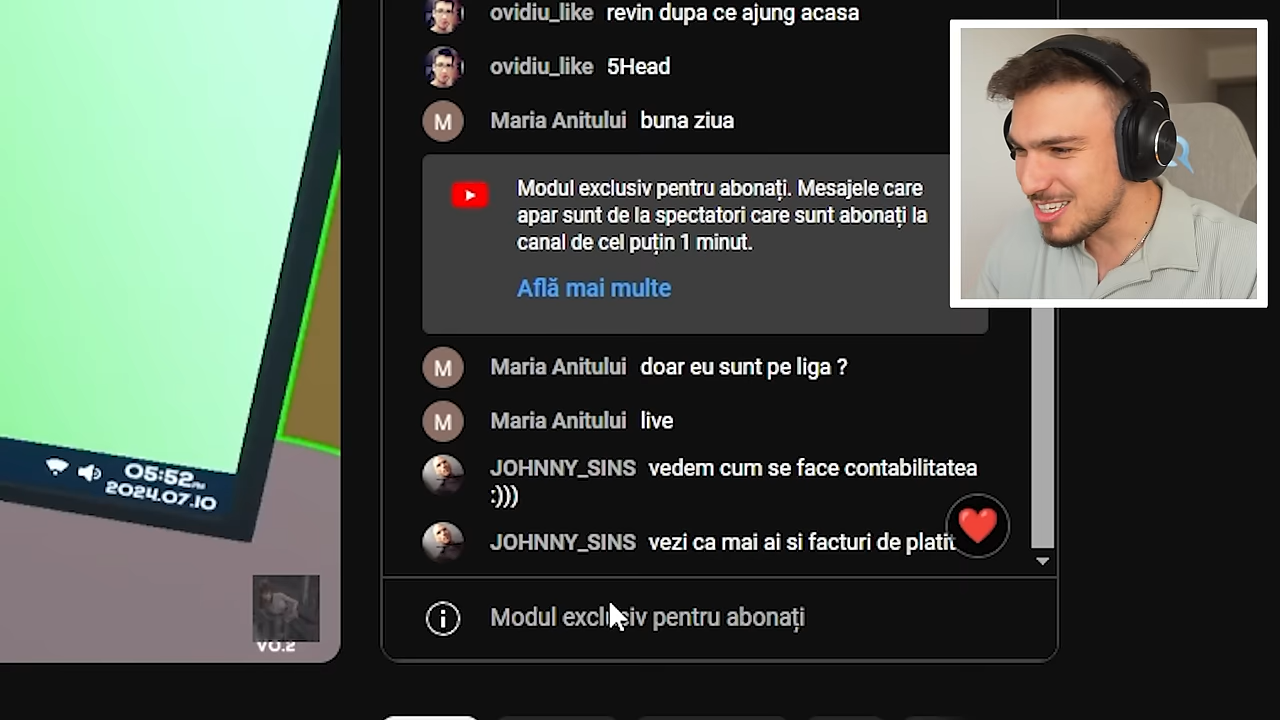 ovidiu_like revin dupa ce ajung acasa
ovidiu_like 5Head
M Maria Anitului buna ziua
Modul exclusiv pentru abonați. Mesajele care
apar sunt de la spectatori care sunt abonați la
canal de cel puțin 1 minut.
Află mai multe
M Maria Anitului doar eu sunt pe liga ?
M Maria Anitului live
JOHNNY_SINS vedem cum se face contabilitatea
:)))
JOHNNY_SINS vezi ca mai ai si facturi de platit
Modul exclusiv pentru abonați
05:52PM
2024.07.10
V0.2